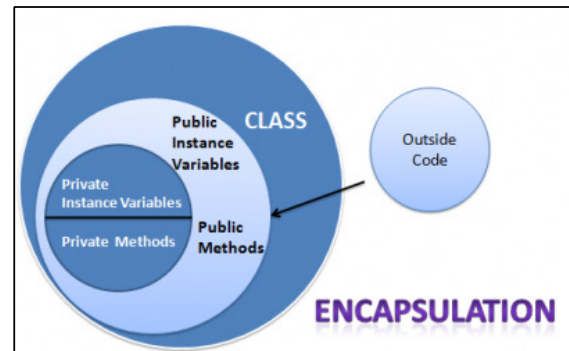 CLASS
Public
Instance
Variables
Private
Instance Variables
Private Methods
Public
Methods
Outside
Code
ENCAPSULATION